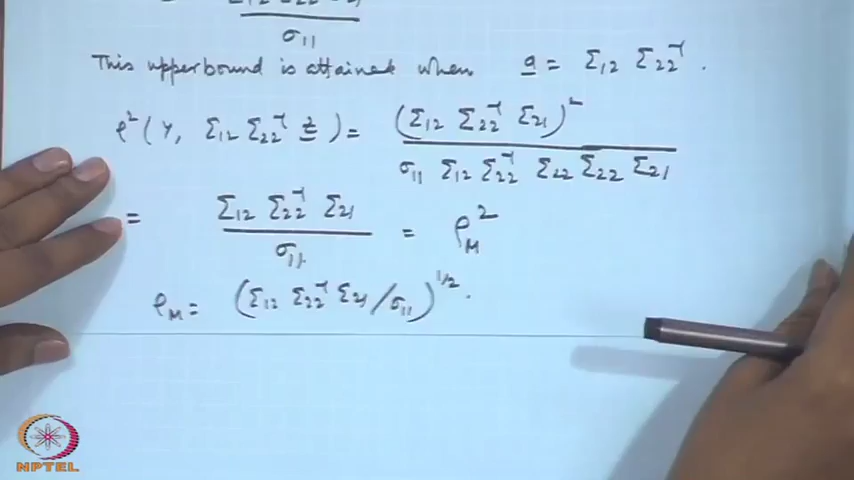 σ₁₁
This upperbound is attained when a = Σ₁₂ Σ₂₂⁻¹ .
ρ² (Y, Σ₁₂ Σ₂₂⁻¹ z) = (Σ₁₂ Σ₂₂⁻¹ Σ₂₁)² / σ₁₁ Σ₁₂ Σ₂₂⁻¹ Σ₂₂ Σ₂₂ Σ₂₁
= Σ₁₂ Σ₂₂⁻¹ Σ₂₁ / σ₁₁ = ρ_M²
ρ_M = (Σ₁₂ Σ₂₂⁻¹ Σ₂₁ / σ₁₁)^1/2 .
NPTEL